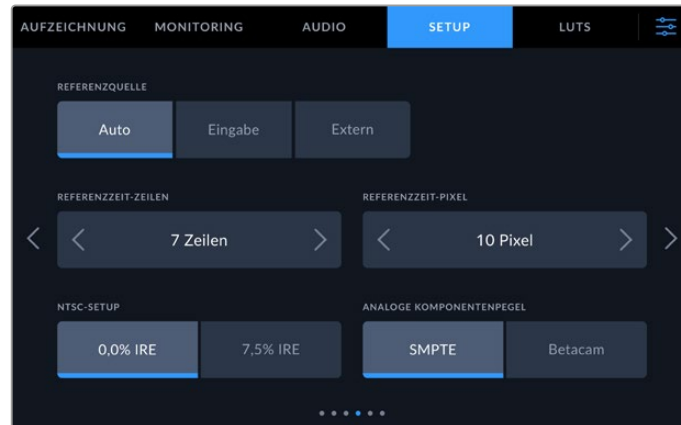 AUFZEICHNUNG MONITORING AUDIO SETUP LUTS
REFERENZQUELLE
Auto Eingabe Extern
REFERENZZEIT-ZEILEN REFERENZZEIT-PIXEL
7 Zeilen 10 Pixel
NTSC-SETUP ANALOGE KOMPONENTENPEGEL
0,0% IRE 7,5% IRE SMPTE Betacam